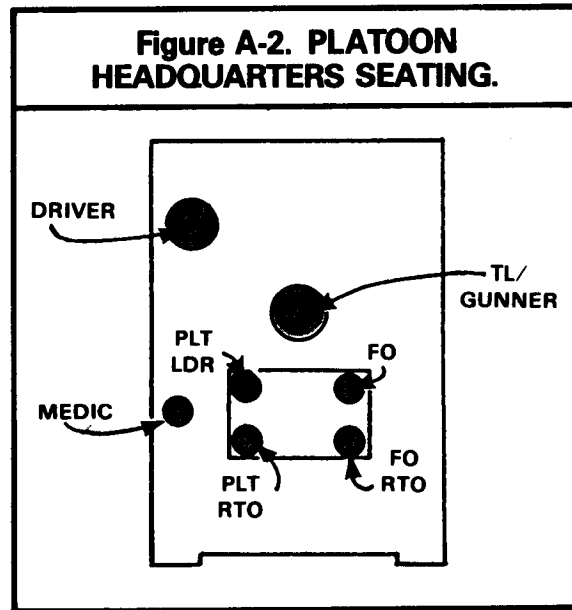 Figure A-2. PLATOON
HEADQUARTERS SEATING.
DRIVER
TL/
GUNNER
PLT
LDR
FO
MEDIC
PLT
RTO
FO
RTO